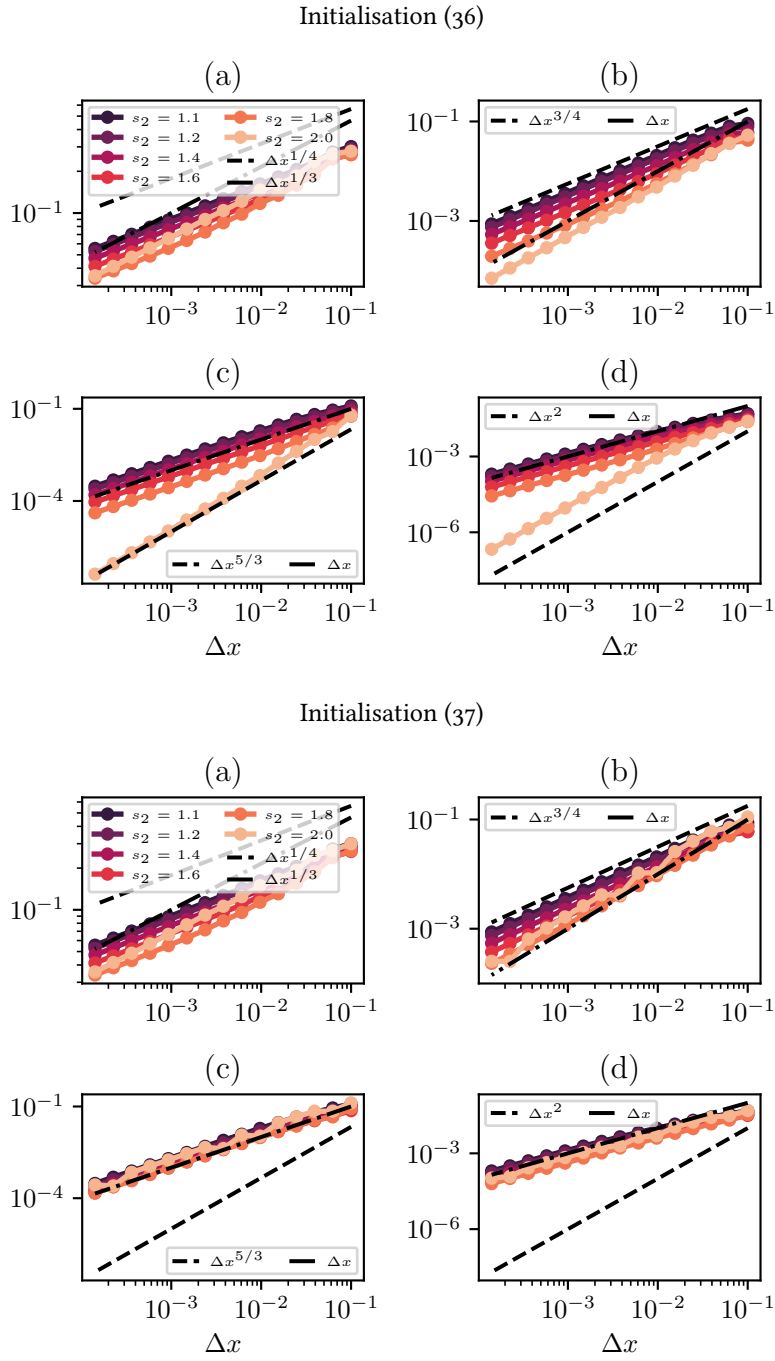 Initialisation (36)
(a)
s₂ = 1.1 s₂ = 1.8
s₂ = 1.2 s₂ = 2.0
s₂ = 1.4 Δx^{1/4}
s₂ = 1.6 Δx^{1/3}
10⁻¹
10⁻³ 10⁻² 10⁻¹
(b)
Δx^{3/4} Δx
10⁻¹
10⁻³
10⁻³ 10⁻² 10⁻¹
(c)
10⁻¹
10⁻⁴
Δx^{5/3} Δx
10⁻³ 10⁻² 10⁻¹
Δx
(d)
Δx² Δx
10⁻³
10⁻⁶
10⁻³ 10⁻² 10⁻¹
Δx
Initialisation (37)
(a)
s₂ = 1.1 s₂ = 1.8
s₂ = 1.2 s₂ = 2.0
s₂ = 1.4 Δx^{1/4}
s₂ = 1.6 Δx^{1/3}
10⁻¹
10⁻³ 10⁻² 10⁻¹
(b)
Δx^{3/4} Δx
10⁻¹
10⁻³
10⁻³ 10⁻² 10⁻¹
(c)
10⁻¹
10⁻⁴
Δx^{5/3} Δx
10⁻³ 10⁻² 10⁻¹
Δx
(d)
Δx² Δx
10⁻³
10⁻⁶
10⁻³ 10⁻² 10⁻¹
Δx